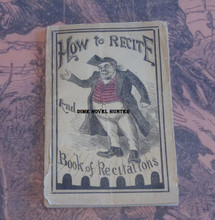 HOW TO RECITE
And
DIME NOVEL HUNTER
Book of Recitations